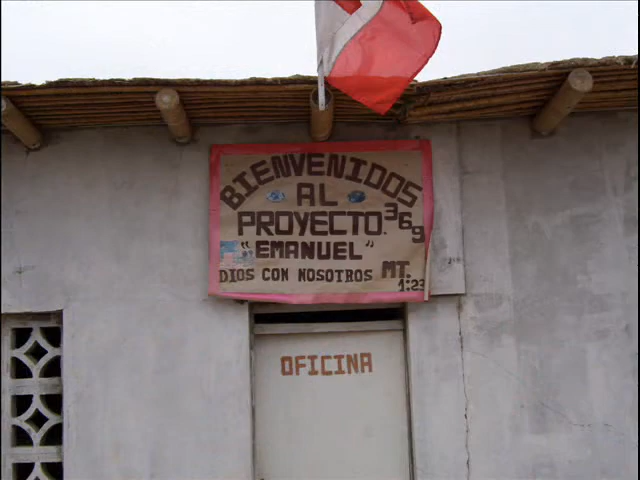 BIENVENIDOS
AL
PROYECTO. 369
"EMANUEL"
DIOS CON NOSOTROS MT. 1:23
OFICINA